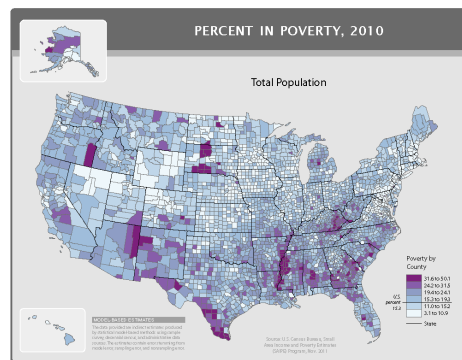 PERCENT IN POVERTY, 2010
Total Population
Poverty by
County
31.6 to 50.1
24.2 to 31.5
19.4 to 24.1
15.3 to 19.3
11.0 to 15.2
3.1 to 10.9
U.S.
percent
15.3
State
MODEL-BASED ESTIMATES
Source: U.S. Census Bureau, Small
Area Income and Poverty Estimates
(SAIPE) Program, Nov. 2011